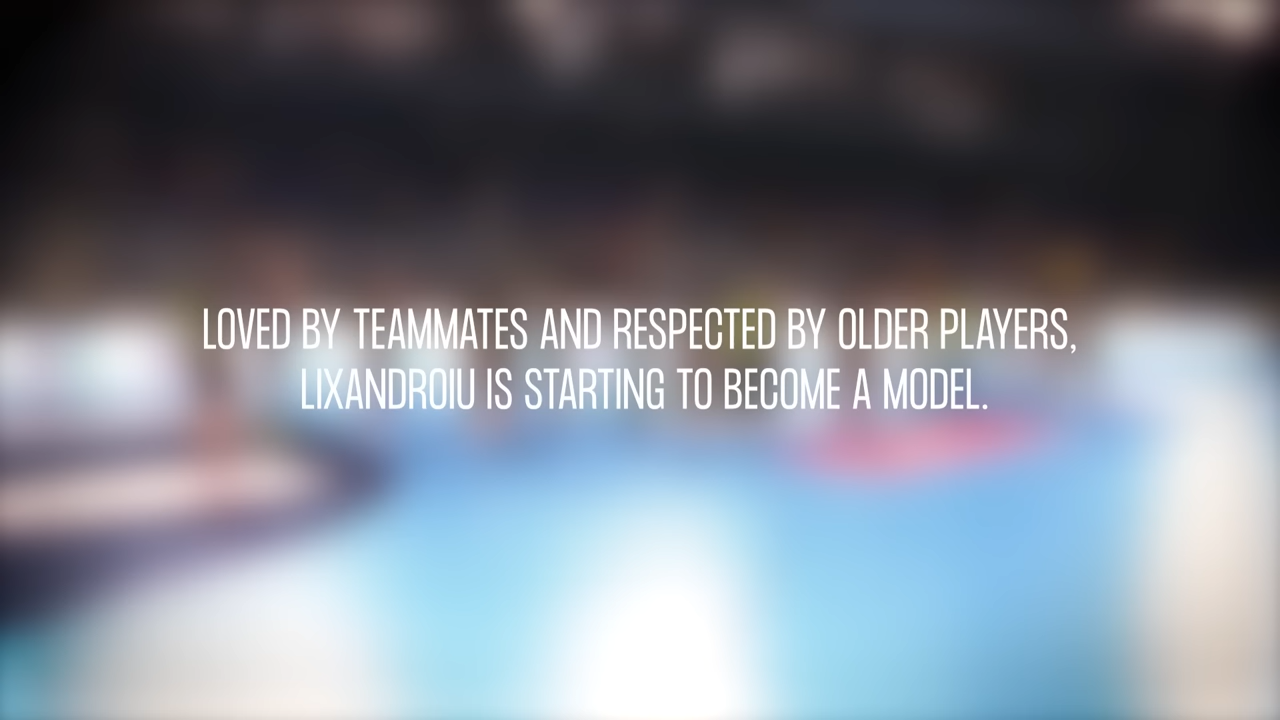 LOVED BY TEAMMATES AND RESPECTED BY OLDER PLAYERS,
LIXANDROIU IS STARTING TO BECOME A MODEL.